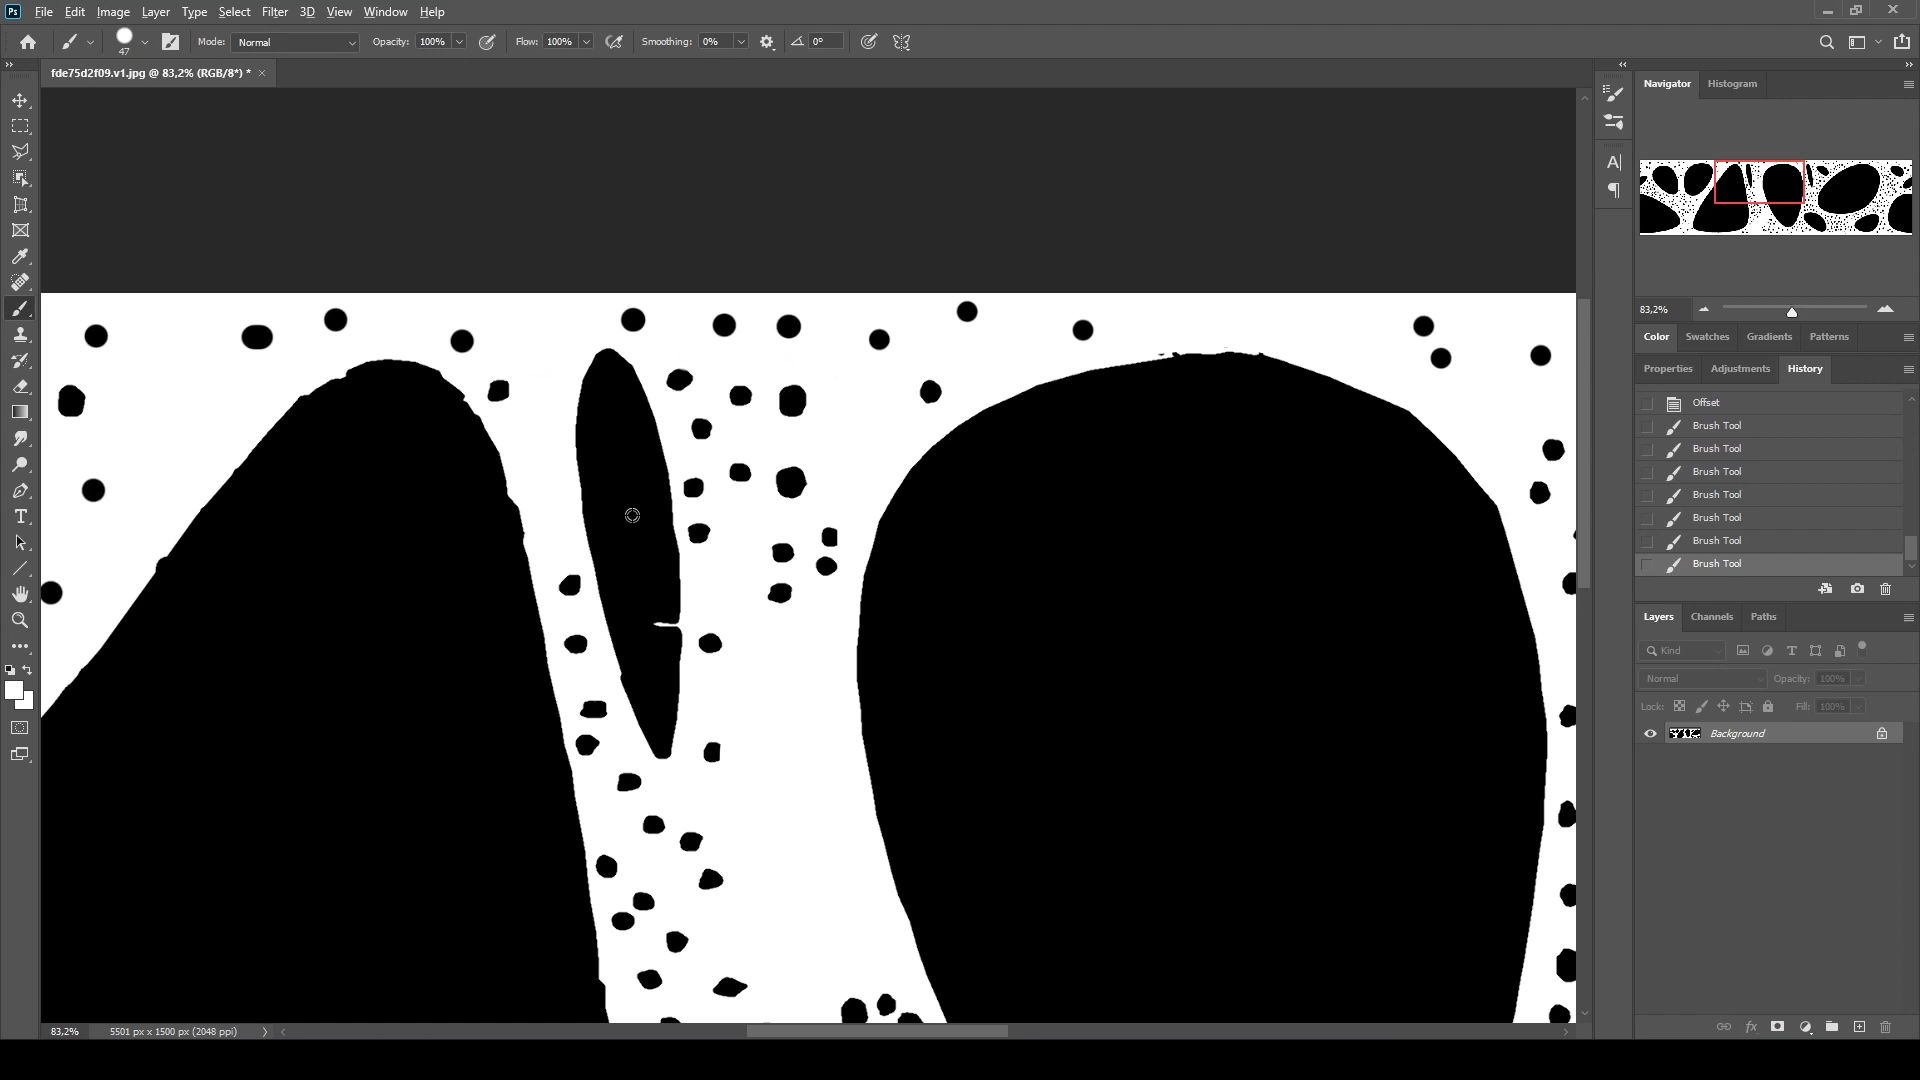 Ps File Edit Image Layer Type Select Filter 3D View Window Help
47 Mode: Normal Opacity: 100% Flow: 100% Smoothing: 0% 0°
fde75d2f09.v1.jpg @ 83,2% (RGB/8*) *
Navigator Histogram
83,2%
Color Swatches Gradients Patterns
Properties Adjustments History
Offset
Brush Tool
Brush Tool
Brush Tool
Brush Tool
Brush Tool
Brush Tool
Brush Tool
Layers Channels Paths
Kind
Normal Opacity: 100%
Lock: Fill: 100%
Background
83,2% 5501 px x 1500 px (2048 ppi)